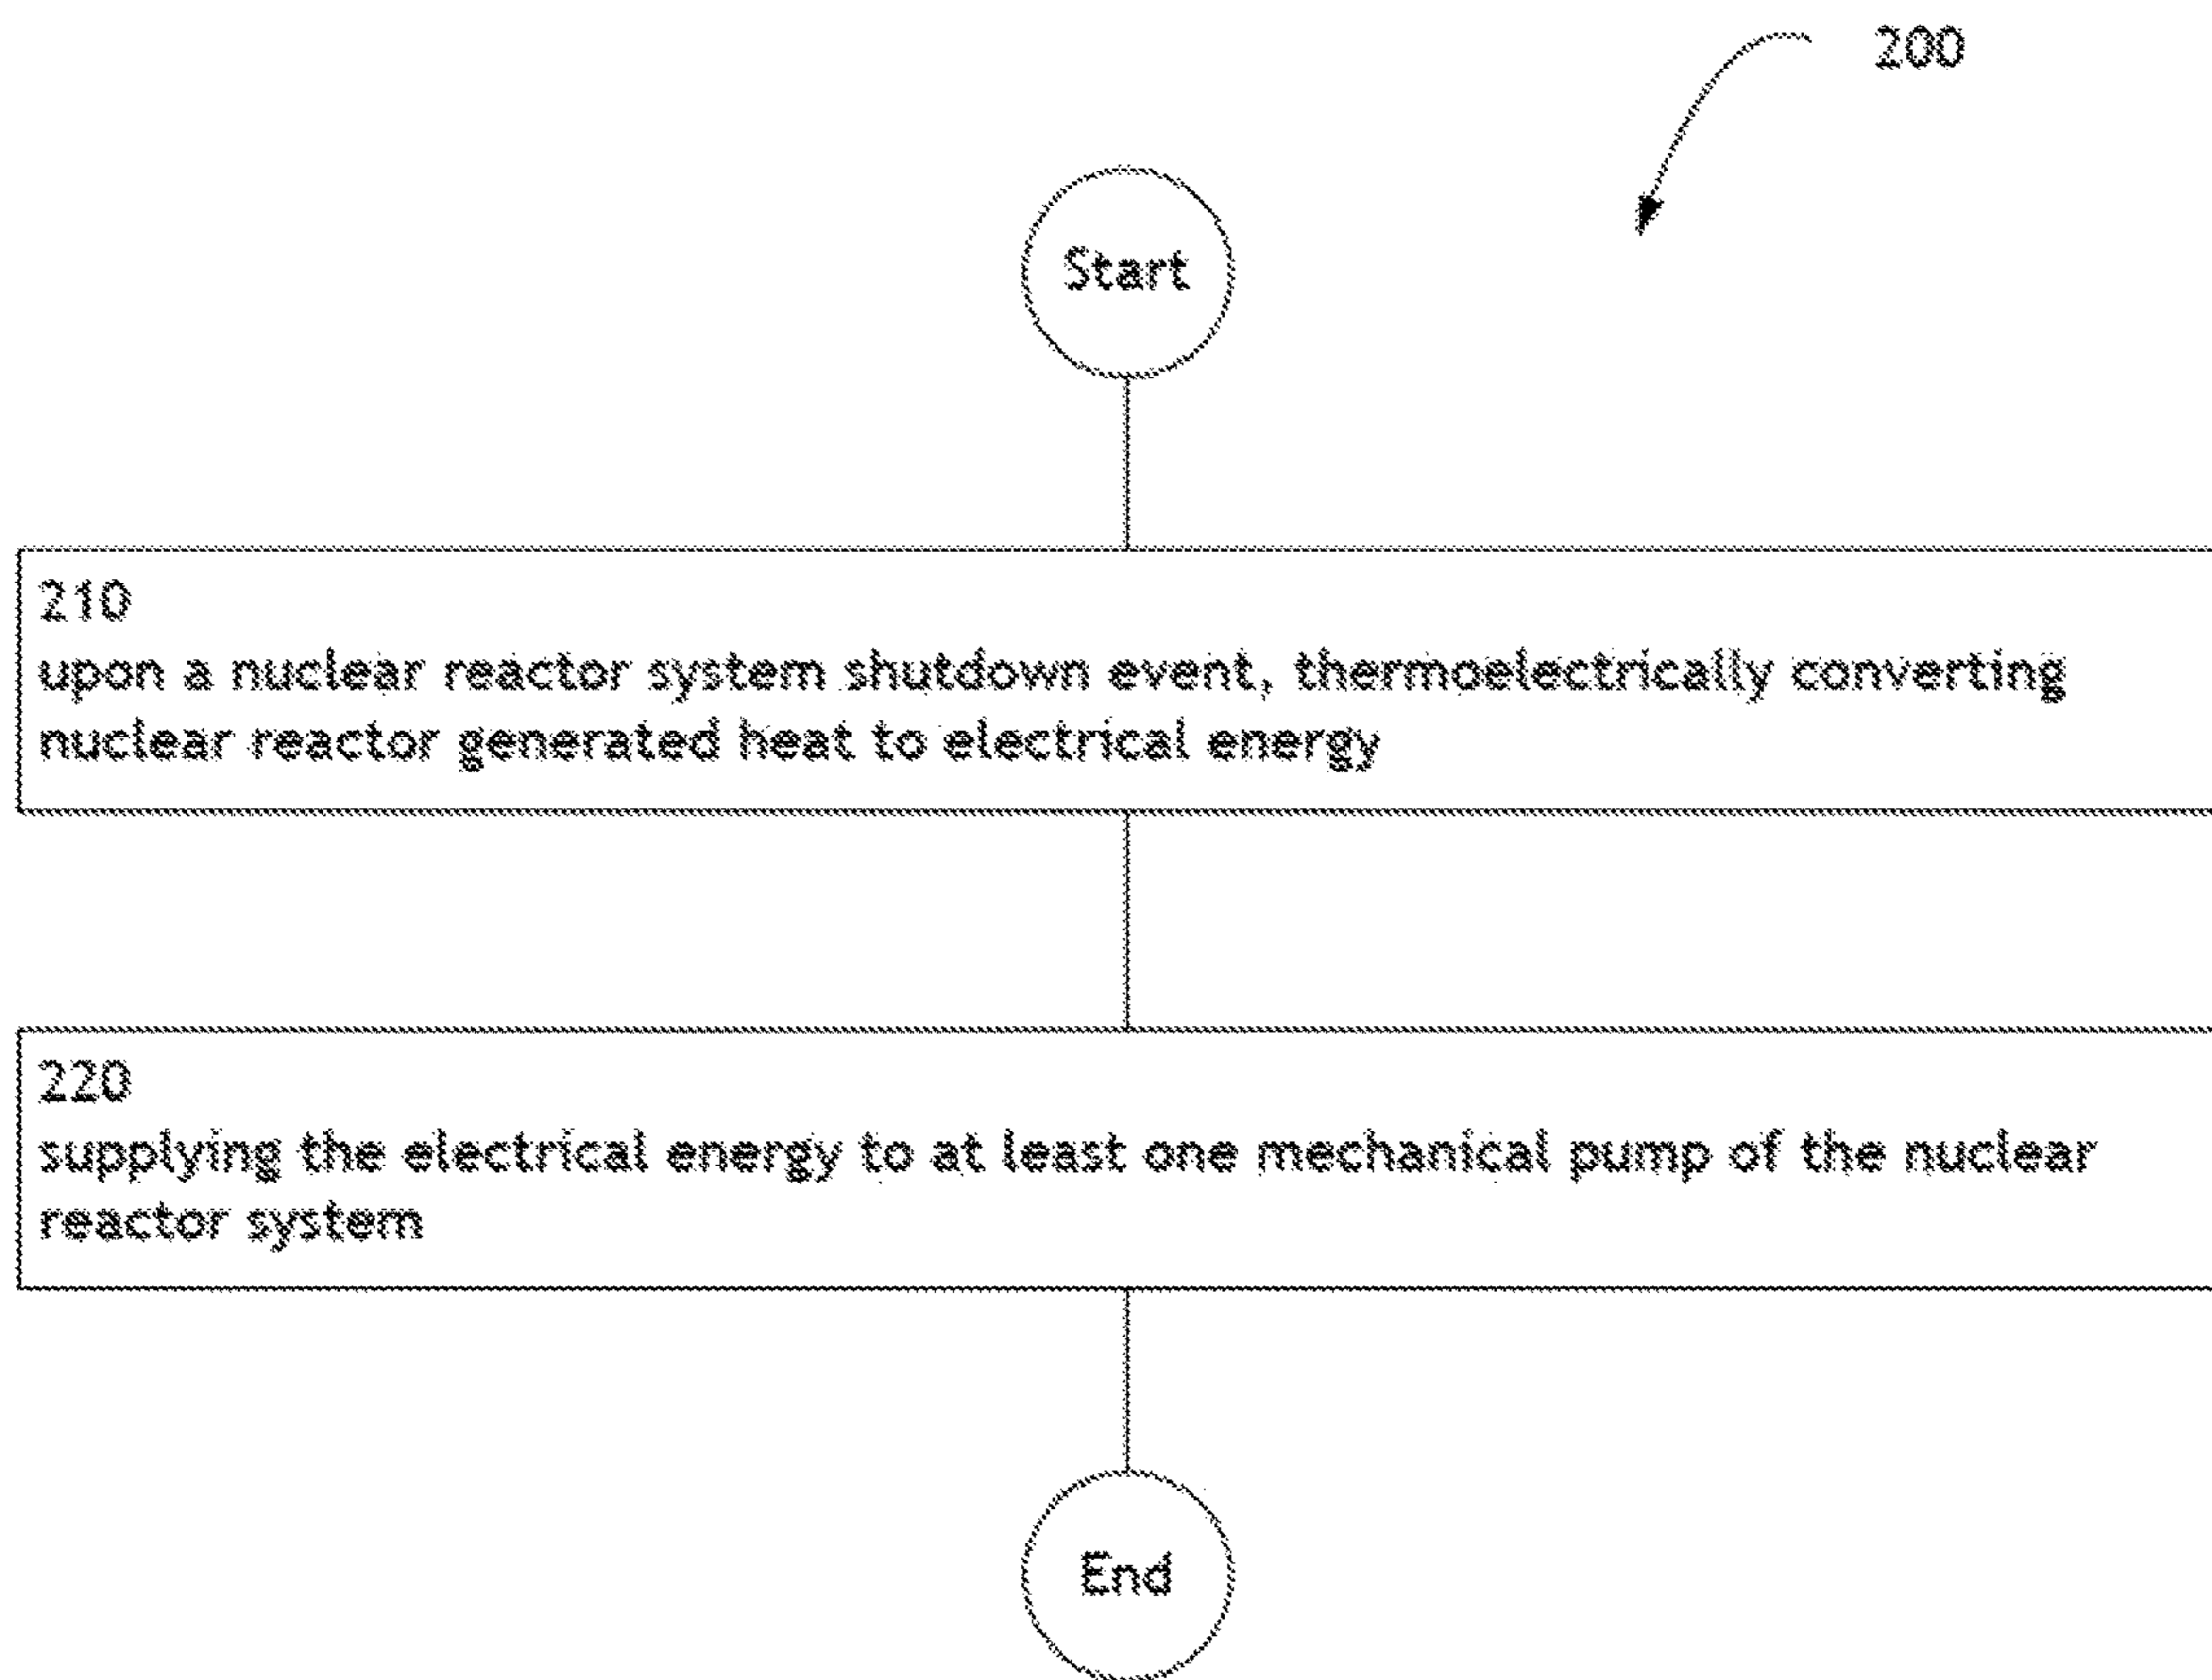 200
Start
210
upon a nuclear reactor system shutdown event, thermoelectrically converting
nuclear reactor generated heat to electrical energy
220
supplying the electrical energy to at least one mechanical pump of the nuclear
reactor system
End